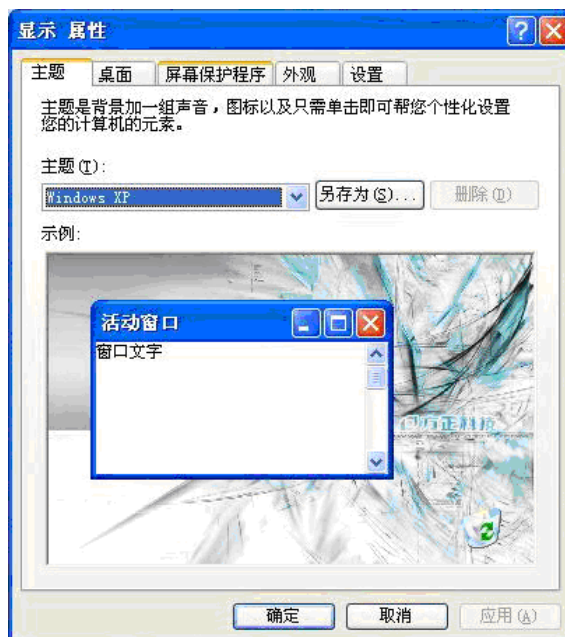 显示 属性
主题
桌面
屏幕保护程序
外观
设置
主题是背景加一组声音，图标以及只需单击即可帮您个性化设置
您的计算机的元素。
主题(T):
Windows XP
另存为(S)...
删除(D)
示例:
活动窗口
窗口文字
方正科技
确定
取消
应用(A)